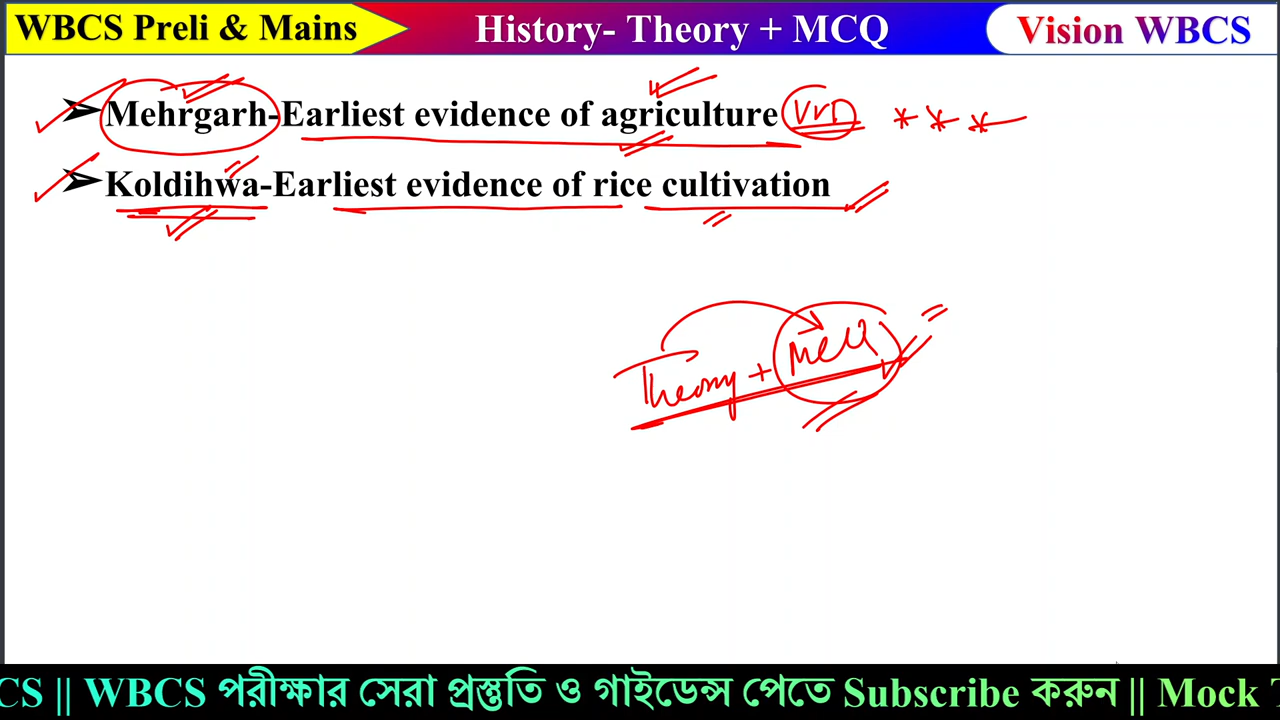 WBCS Preli & Mains
History- Theory + MCQ
Vision WBCS
➢ Mehrgarh-Earliest evidence of agriculture
➢ Koldihwa-Earliest evidence of rice cultivation
Theory + MCQ
CS || WBCS পরীক্ষার সেরা প্রস্তুতি ও গাইডেন্স পেতে Subscribe করুন || Mock T